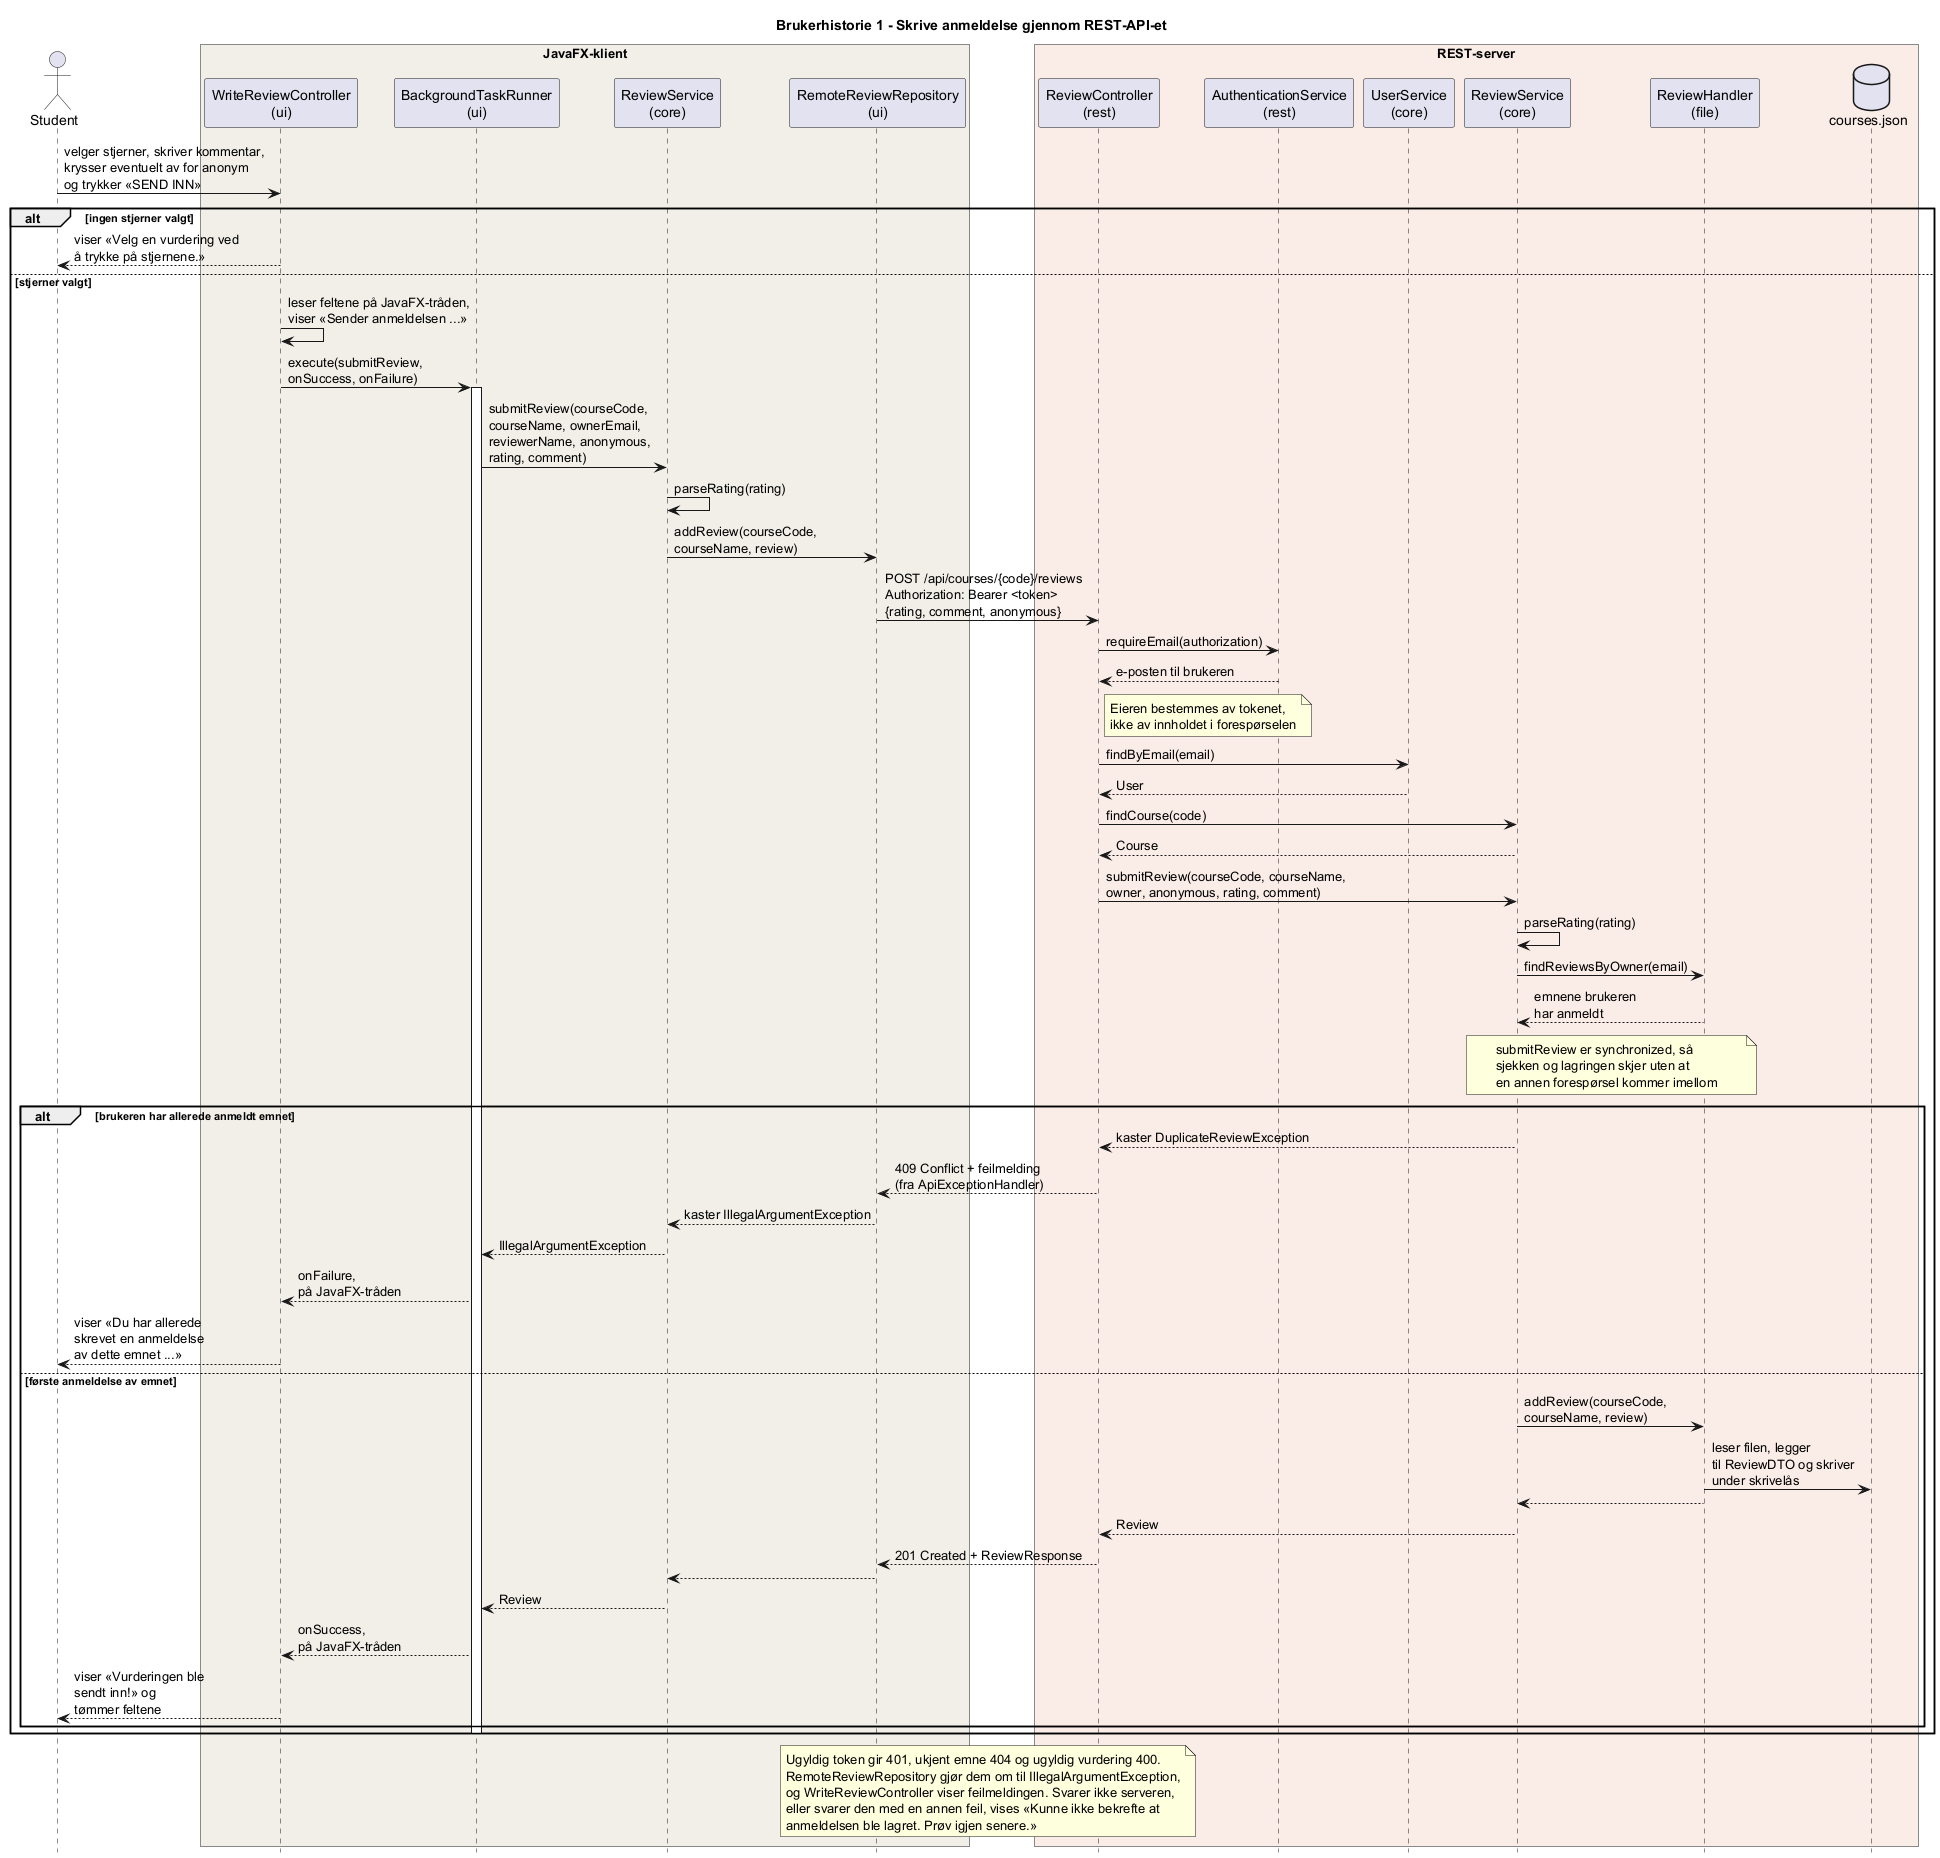 Brukerhistorie 1 - Skrive anmeldelse gjennom REST-API-et
JavaFX-klient
REST-server
Student
WriteReviewController
(ui)
BackgroundTaskRunner
(ui)
ReviewService
(core)
RemoteReviewRepository
(ui)
ReviewController
(rest)
AuthenticationService
(rest)
UserService
(core)
ReviewService
(core)
ReviewHandler
(file)
courses.json
velger stjerner, skriver kommentar,
krysser eventuelt av for anonym
og trykker «SEND INN»
alt
[ingen stjerner valgt]
viser «Velg en vurdering ved
å trykke på stjernene.»
[stjerner valgt]
leser feltene på JavaFX-tråden,
viser «Sender anmeldelsen ...»
execute(submitReview,
onSuccess, onFailure)
submitReview(courseCode,
courseName, ownerEmail,
reviewerName, anonymous,
rating, comment)
parseRating(rating)
addReview(courseCode,
courseName, review)
POST /api/courses/{code}/reviews
Authorization: Bearer <token>
{rating, comment, anonymous}
requireEmail(authorization)
e-posten til brukeren
Eieren bestemmes av tokenet,
ikke av innholdet i forespørselen
findByEmail(email)
User
findCourse(code)
Course
submitReview(courseCode, courseName,
owner, anonymous, rating, comment)
parseRating(rating)
findReviewsByOwner(email)
emnene brukeren
har anmeldt
submitReview er synchronized, så
sjekken og lagringen skjer uten at
en annen forespørsel kommer imellom
alt
[brukeren har allerede anmeldt emnet]
kaster DuplicateReviewException
409 Conflict + feilmelding
(fra ApiExceptionHandler)
kaster IllegalArgumentException
IllegalArgumentException
onFailure,
på JavaFX-tråden
viser «Du har allerede
skrevet en anmeldelse
av dette emnet ...»
[første anmeldelse av emnet]
addReview(courseCode,
courseName, review)
leser filen, legger
til ReviewDTO og skriver
under skrivelås
Review
201 Created + ReviewResponse
Review
onSuccess,
på JavaFX-tråden
viser «Vurderingen ble
sendt inn!» og
tømmer feltene
Ugyldig token gir 401, ukjent emne 404 og ugyldig vurdering 400.
RemoteReviewRepository gjør dem om til IllegalArgumentException,
og WriteReviewController viser feilmeldingen. Svarer ikke serveren,
eller svarer den med en annen feil, vises «Kunne ikke bekrefte at
anmeldelsen ble lagret. Prøv igjen senere.»